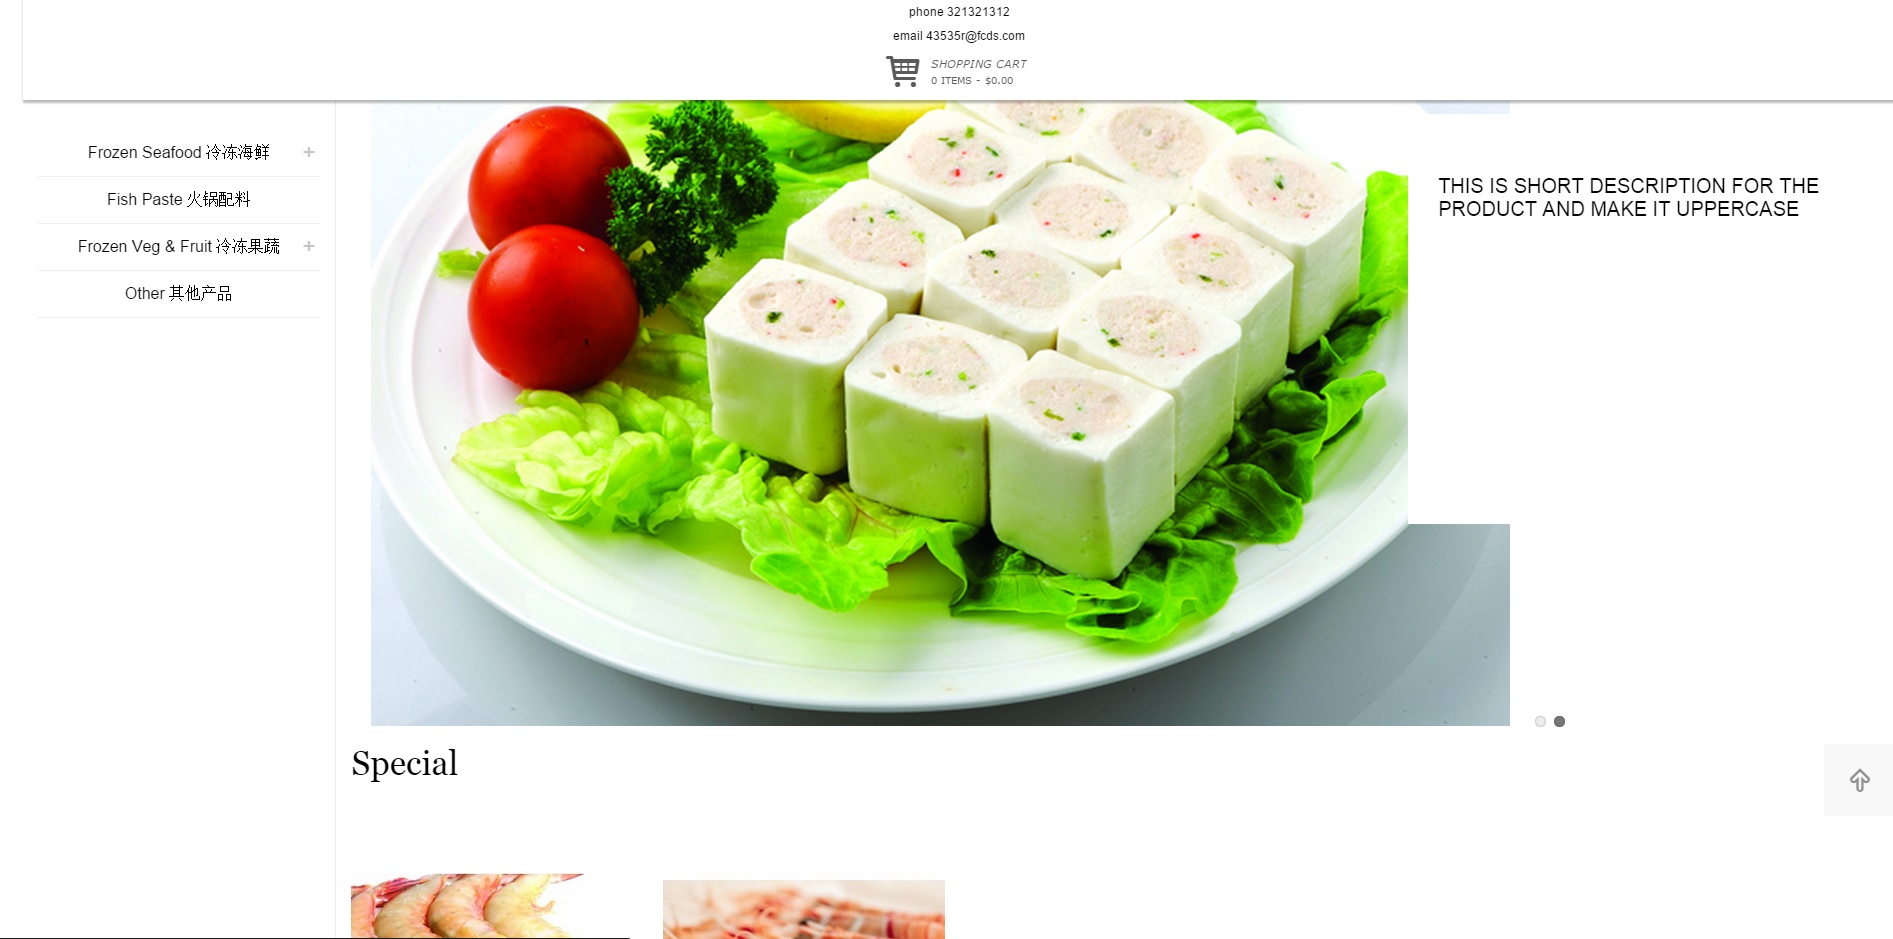 phone 321321312
email 43535r@fcds.com
SHOPPING CART
0 ITEMS - $0.00
Frozen Seafood 冷冻海鲜 +
Fish Paste 火锅配料
Frozen Veg & Fruit 冷冻果蔬 +
Other 其他产品
THIS IS SHORT DESCRIPTION FOR THE
PRODUCT AND MAKE IT UPPERCASE
Special